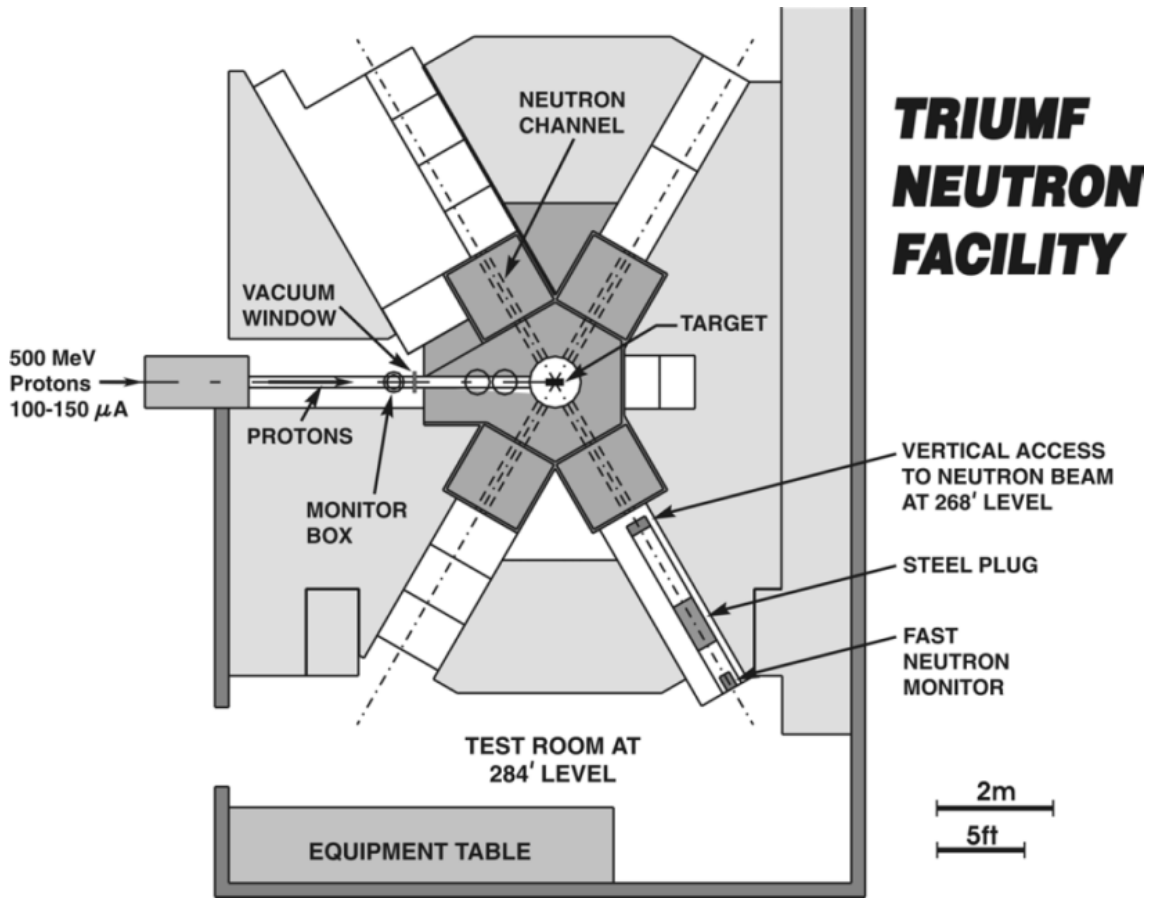 TRIUMF
NEUTRON
FACILITY
NEUTRON
CHANNEL
VACUUM
WINDOW
TARGET
500 MeV
Protons
100-150 μA
PROTONS
MONITOR
BOX
VERTICAL ACCESS
TO NEUTRON BEAM
AT 268′ LEVEL
STEEL PLUG
FAST
NEUTRON
MONITOR
TEST ROOM AT
284′ LEVEL
2m
5ft
EQUIPMENT TABLE